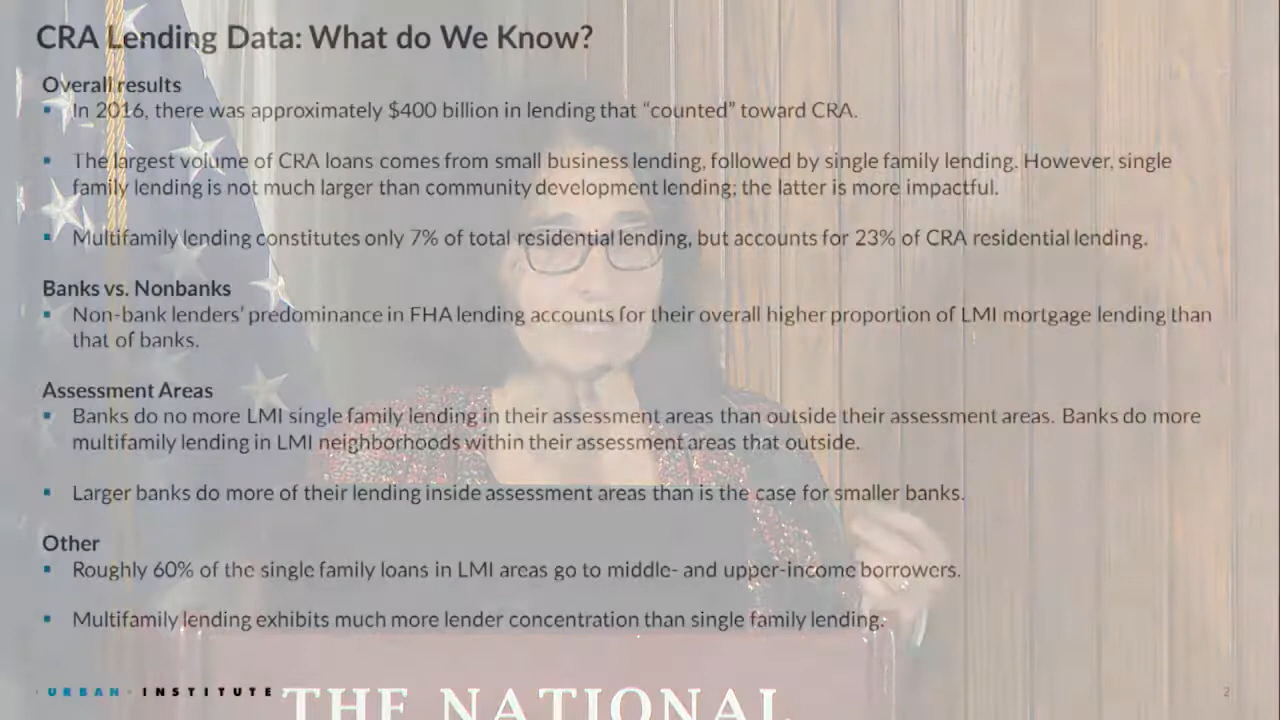 CRA Lending Data: What do We Know?
Overall results
▪ In 2016, there was approximately $400 billion in lending that “counted” toward CRA.
▪ The largest volume of CRA loans comes from small business lending, followed by single family lending. However, single
family lending is not much larger than community development lending; the latter is more impactful.
▪ Multifamily lending constitutes only 7% of total residential lending, but accounts for 23% of CRA residential lending.
Banks vs. Nonbanks
▪ Non-bank lenders’ predominance in FHA lending accounts for their overall higher proportion of LMI mortgage lending than
that of banks.
Assessment Areas
▪ Banks do no more LMI single family lending in their assessment areas than outside their assessment areas. Banks do more
multifamily lending in LMI neighborhoods within their assessment areas that outside.
▪ Larger banks do more of their lending inside assessment areas than is the case for smaller banks.
Other
▪ Roughly 60% of the single family loans in LMI areas go to middle- and upper-income borrowers.
▪ Multifamily lending exhibits much more lender concentration than single family lending.
· URBAN · INSTITUTE
2
THE NATIONAL